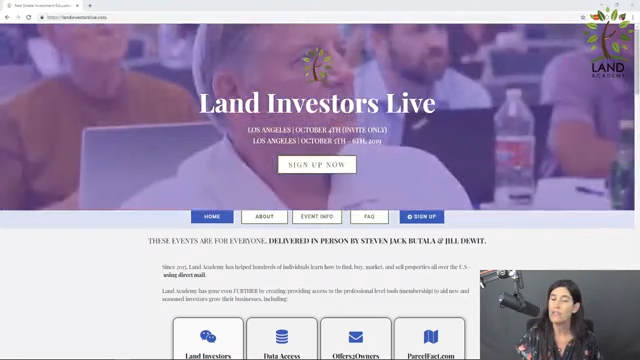 Real Estate Investment Educatio
https://landinvestorslive.com
LAND
ACADEMY
Land Investors Live
LOS ANGELES | OCTOBER 4TH (INVITE ONLY)
LOS ANGELES | OCTOBER 5TH - 6TH, 2019
SIGN UP NOW
HOME
ABOUT
EVENT INFO
FAQ
SIGN UP
THESE EVENTS ARE FOR EVERYONE, DELIVERED IN PERSON BY STEVEN JACK BUTALA & JILL DEWIT.
Since 2015, Land Academy has helped hundreds of individuals learn how to find, buy, market, and sell properties all over the U.S -
using direct mail.
Land Academy has gone even FURTHER by creating providing access to the professional level tools (membership) to aid new and
seasoned investors grow their businesses, including:
Land Investors
Data Access
Offers2Owners
ParcelFact.com